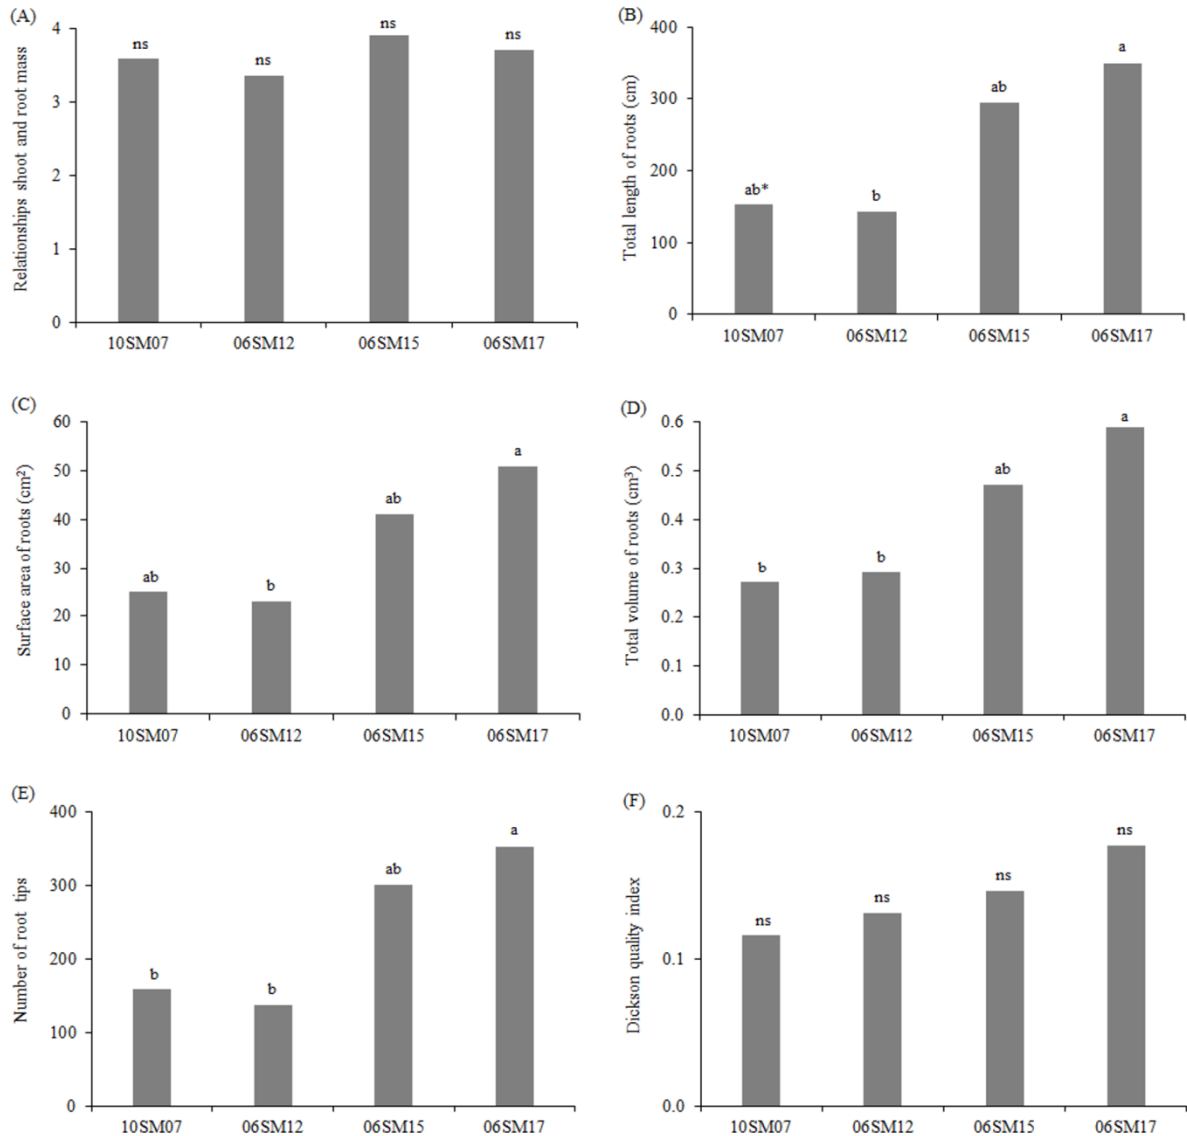 (A)
Relationships shoot and root mass
4
3
2
1
0
ns
ns
ns
ns
10SM07 06SM12 06SM15 06SM17
(B)
Total length of roots (cm)
400
300
200
100
0
ab*
b
ab
a
10SM07 06SM12 06SM15 06SM17
(C)
Surface area of roots (cm²)
60
50
40
30
20
10
0
ab
b
ab
a
10SM07 06SM12 06SM15 06SM17
(D)
Total volume of roots (cm³)
0.6
0.5
0.4
0.3
0.2
0.1
0.0
b
b
ab
a
10SM07 06SM12 06SM15 06SM17
(E)
Number of root tips
400
300
200
100
0
b
b
ab
a
10SM07 06SM12 06SM15 06SM17
(F)
Dickson quality index
0.2
0.1
0.0
ns
ns
ns
ns
10SM07 06SM12 06SM15 06SM17